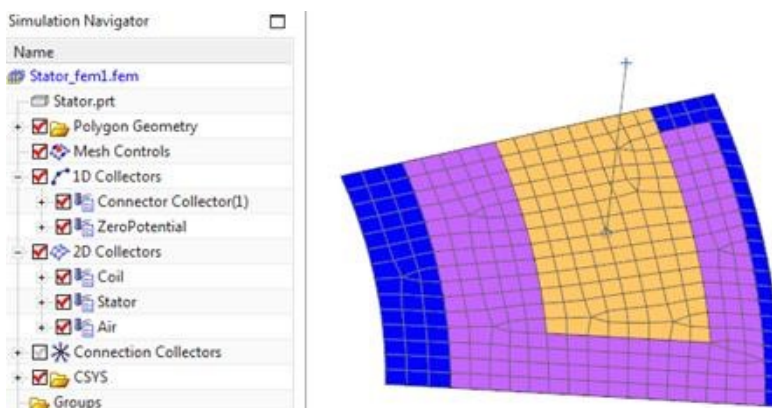 Simulation Navigator
Name
Stator_fem1.fem
Stator.prt
Polygon Geometry
Mesh Controls
1D Collectors
Connector Collector(1)
ZeroPotential
2D Collectors
Coil
Stator
Air
Connection Collectors
CSYS
Groups